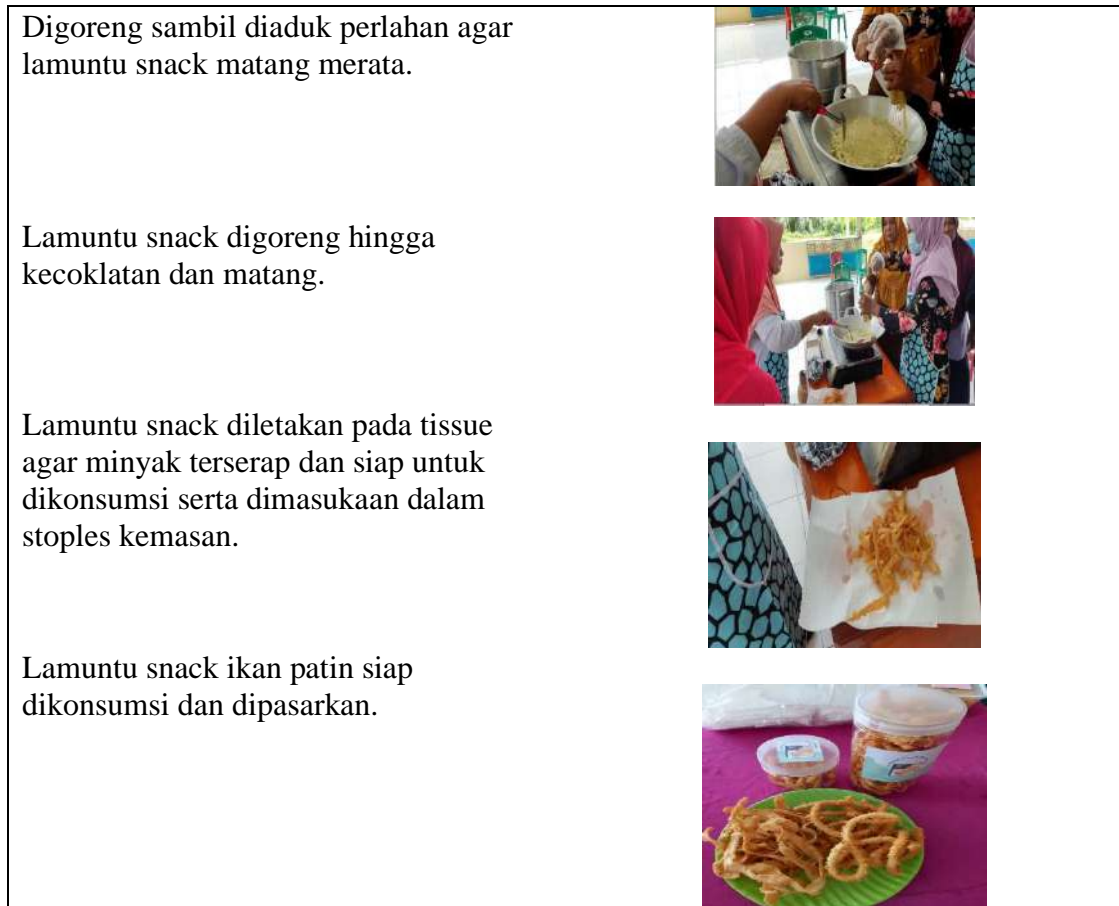 Digoreng sambil diaduk perlahan agar
lamuntu snack matang merata.
Lamuntu snack digoreng hingga
kecoklatan dan matang.
Lamuntu snack diletakan pada tissue
agar minyak terserap dan siap untuk
dikonsumsi serta dimasukaan dalam
stoples kemasan.
Lamuntu snack ikan patin siap
dikonsumsi dan dipasarkan.